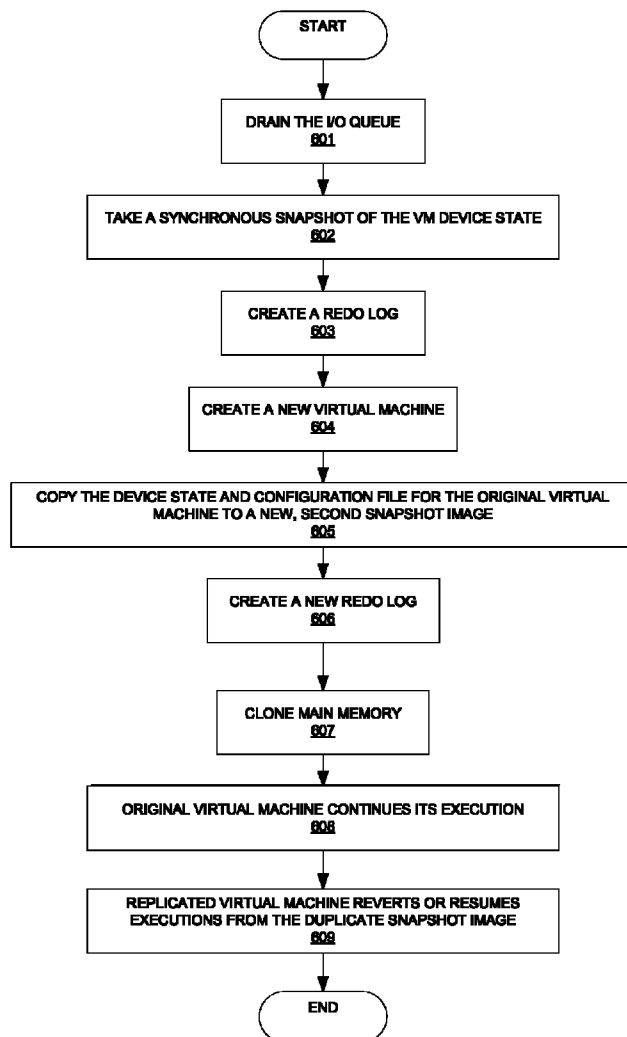 START
DRAIN THE I/O QUEUE
601
TAKE A SYNCHRONOUS SNAPSHOT OF THE VM DEVICE STATE
602
CREATE A REDO LOG
603
CREATE A NEW VIRTUAL MACHINE
604
COPY THE DEVICE STATE AND CONFIGURATION FILE FOR THE ORIGINAL VIRTUAL
MACHINE TO A NEW, SECOND SNAPSHOT IMAGE
605
CREATE A NEW REDO LOG
606
CLONE MAIN MEMORY
607
ORIGINAL VIRTUAL MACHINE CONTINUES ITS EXECUTION
608
REPLICATED VIRTUAL MACHINE REVERTS OR RESUMES
EXECUTIONS FROM THE DUPLICATE SNAPSHOT IMAGE
609
END